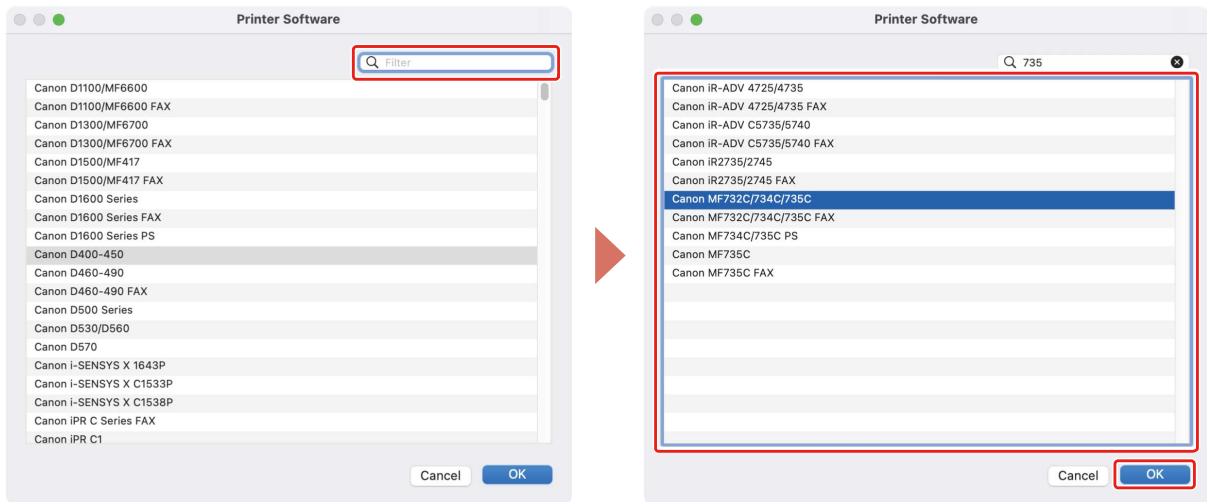 Printer Software
Filter
Canon D1100/MF6600
Canon D1100/MF6600 FAX
Canon D1300/MF6700
Canon D1300/MF6700 FAX
Canon D1500/MF417
Canon D1500/MF417 FAX
Canon D1600 Series
Canon D1600 Series FAX
Canon D1600 Series PS
Canon D400-450
Canon D460-490
Canon D460-490 FAX
Canon D500 Series
Canon D530/D560
Canon D570
Canon i-SENSYS X 1643P
Canon i-SENSYS X C1533P
Canon i-SENSYS X C1538P
Canon iPR C Series FAX
Canon iPR C1
Cancel
OK
Printer Software
735
Canon iR-ADV 4725/4735
Canon iR-ADV 4725/4735 FAX
Canon iR-ADV C5735/5740
Canon iR-ADV C5735/5740 FAX
Canon iR2735/2745
Canon iR2735/2745 FAX
Canon MF732C/734C/735C
Canon MF732C/734C/735C FAX
Canon MF734C/735C PS
Canon MF735C
Canon MF735C FAX
Cancel
OK